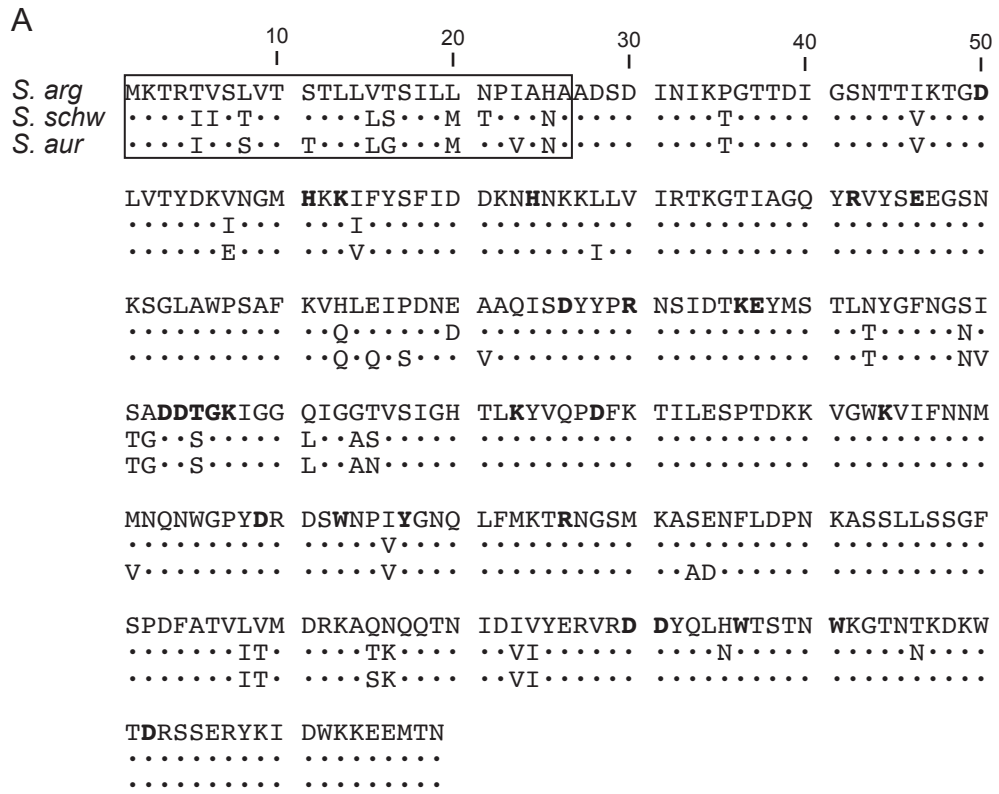 A
10 20 30 40 50
S. arg MKTRTVSLVT STLLVTSILL NPIAHAADSD INIKPGTTDI GSNTTIKTGD
S. schw ····II·T·· ····LS···M T···N····· ····T····· ·····V····
S. aur ····I··S·· T···LG···M ··V·N····· ····T····· ·····V····
LVTYDKVNGM HKKIFYSFID DKNHNKKLLV IRTKGTIAGQ YRVYSEEGSN
······I··· ···I······ ·········· ·········· ··········
······E··· ···V······ ·······I·· ·········· ··········
KSGLAWPSAF KVHLEIPDNE AAQISDYYPR NSIDTKEYMS TLNYGFNGSI
·········· ··Q······D ·········· ·········· ··T·····N·
·········· ··Q·Q·S··· V········· ·········· ··T·····NV
SADDTGKIGG QIGGTVSIGH TLKYVQPDFK TILESPTDKK VGWKVIFNNM
TG··S····· L··AS····· ·········· ·········· ··········
TG··S····· L··AN····· ·········· ·········· ··········
MNQNWGPYDR DSWNPIYGNQ LFMKTRNGSM KASENFLDPN KASSLLSSGF
·········· ·····V···· ·········· ·········· ··········
V········· ·····V···· ·········· ··AD······ ··········
SPDFATVLVM DRKAQNQQTN IDIVYERVRD DYQLHWTSTN WKGTNTKDKW
·······IT· ····TK···· ··VI······ ····N····· ·····N····
·······IT· ····SK···· ··VI······ ·········· ··········
TDRSSERYKI DWKKEEMTN
·········· ·········
·········· ·········